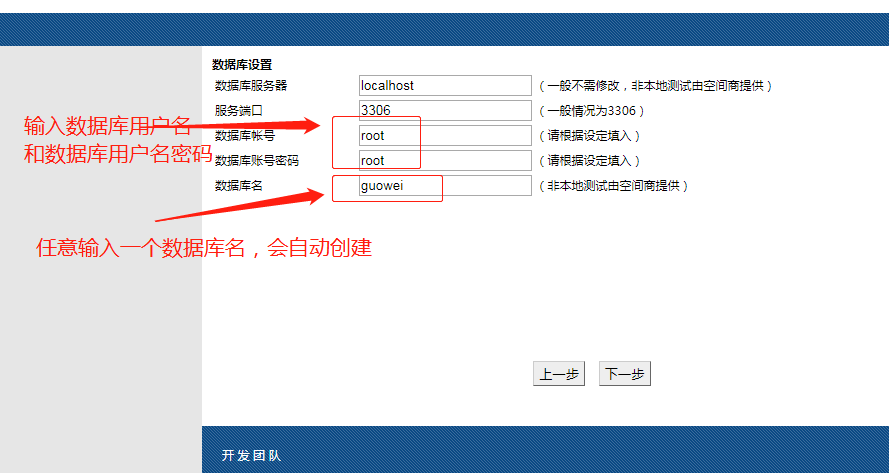 数据库设置
数据库服务器 localhost （一般不需修改，非本地测试由空间商提供）
服务端口 3306 （一般情况为3306）
数据库帐号 root （请根据设定填入）
数据库账号密码 root （请根据设定填入）
数据库名 guowei （非本地测试由空间商提供）
输入数据库用户名
和数据库用户名密码
任意输入一个数据库名，会自动创建
上一步 下一步
开发团队